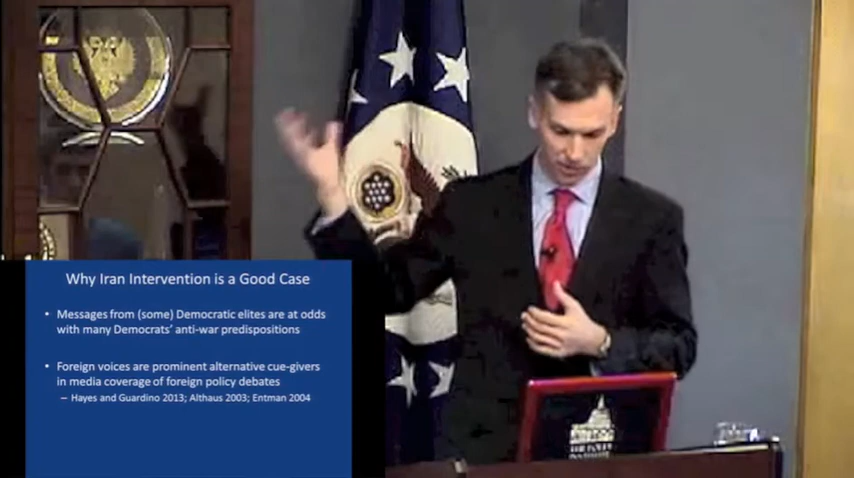 Why Iran Intervention is a Good Case
• Messages from (some) Democratic elites are at odds
with many Democrats' anti-war predispositions
• Foreign voices are prominent alternative cue-givers
in media coverage of foreign policy debates
– Hayes and Guardino 2013; Althaus 2003; Entman 2004